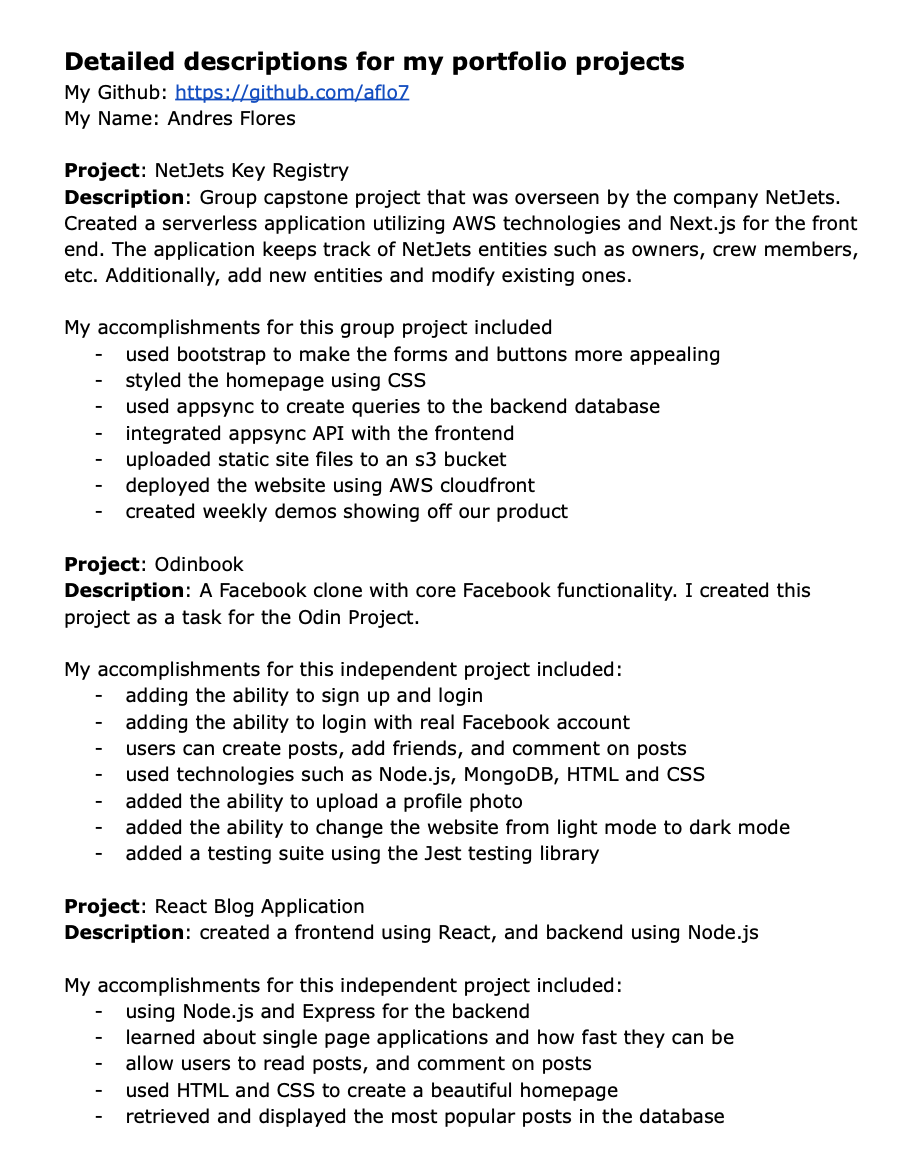 Detailed descriptions for my portfolio projects
My Github: https://github.com/aflo7
My Name: Andres Flores
Project: NetJets Key Registry
Description: Group capstone project that was overseen by the company NetJets.
Created a serverless application utilizing AWS technologies and Next.js for the front
end. The application keeps track of NetJets entities such as owners, crew members,
etc. Additionally, add new entities and modify existing ones.
My accomplishments for this group project included
- used bootstrap to make the forms and buttons more appealing
- styled the homepage using CSS
- used appsync to create queries to the backend database
- integrated appsync API with the frontend
- uploaded static site files to an s3 bucket
- deployed the website using AWS cloudfront
- created weekly demos showing off our product
Project: Odinbook
Description: A Facebook clone with core Facebook functionality. I created this
project as a task for the Odin Project.
My accomplishments for this independent project included:
- adding the ability to sign up and login
- adding the ability to login with real Facebook account
- users can create posts, add friends, and comment on posts
- used technologies such as Node.js, MongoDB, HTML and CSS
- added the ability to upload a profile photo
- added the ability to change the website from light mode to dark mode
- added a testing suite using the Jest testing library
Project: React Blog Application
Description: created a frontend using React, and backend using Node.js
My accomplishments for this independent project included:
- using Node.js and Express for the backend
- learned about single page applications and how fast they can be
- allow users to read posts, and comment on posts
- used HTML and CSS to create a beautiful homepage
- retrieved and displayed the most popular posts in the database